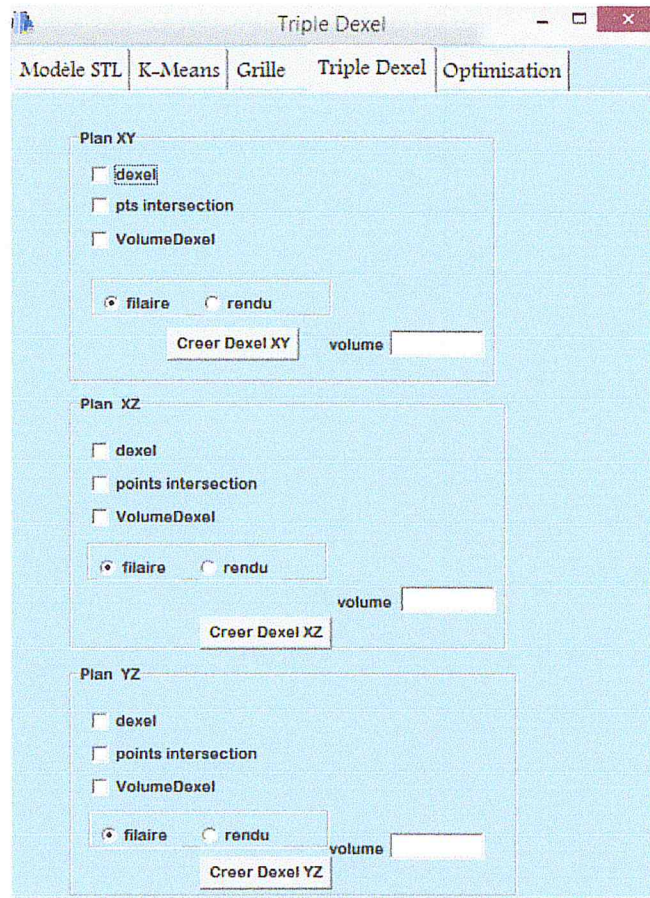 Triple Dexel
Modèle STL K-Means Grille Triple Dexel Optimisation
Plan XY
dexel
pts intersection
VolumeDexel
filaire rendu
Creer Dexel XY volume
Plan XZ
dexel
points intersection
VolumeDexel
filaire rendu
volume
Creer Dexel XZ
Plan YZ
dexel
points intersection
VolumeDexel
filaire rendu
volume
Creer Dexel YZ